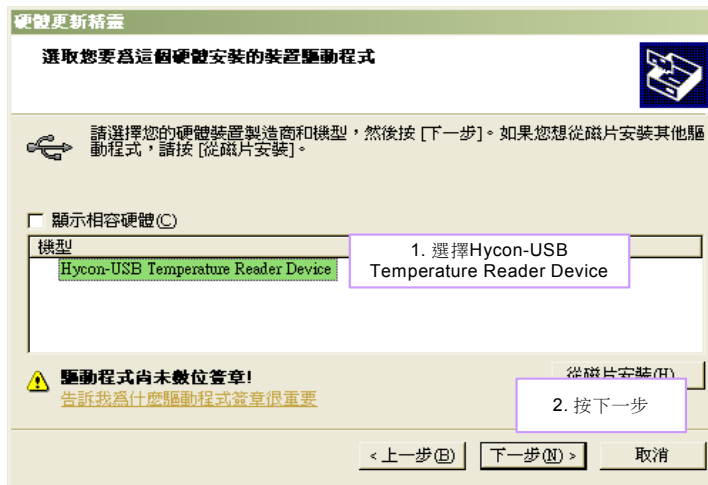 硬體更新精靈
選取您要為這個硬體安裝的裝置驅動程式
請選擇您的硬體裝置製造商和機型，然後按 [下一步]。如果您想從磁片安裝其他驅
動程式，請按 [從磁片安裝]。
顯示相容硬體(C)
機型
Hycon-USB Temperature Reader Device
1. 選擇Hycon-USB
Temperature Reader Device
驅動程式尚未數位簽章!
告訴我為什麼驅動程式簽章很重要
從磁片安裝(H)
2. 按下一步
<上一步(B)
下一步(N) >
取消